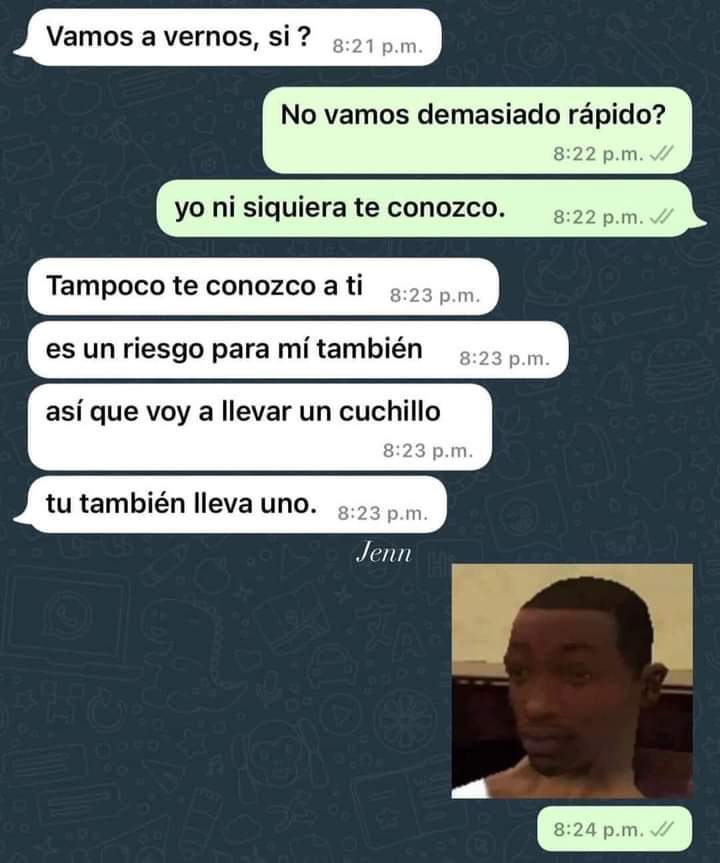 Vamos a vernos, si ? 8:21 p.m.
No vamos demasiado rápido?
8:22 p.m.
yo ni siquiera te conozco. 8:22 p.m.
Tampoco te conozco a ti 8:23 p.m.
es un riesgo para mí también 8:23 p.m.
así que voy a llevar un cuchillo
8:23 p.m.
tu también lleva uno. 8:23 p.m.
Jenn
8:24 p.m.